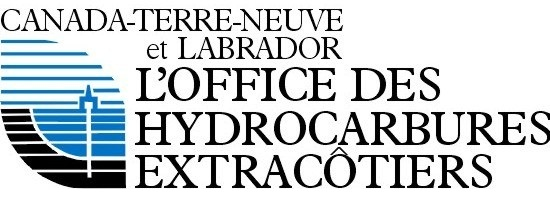 CANADA-TERRE-NEUVE
et LABRADOR
L'OFFICE DES
HYDROCARBURES
EXTRACÔTIERS